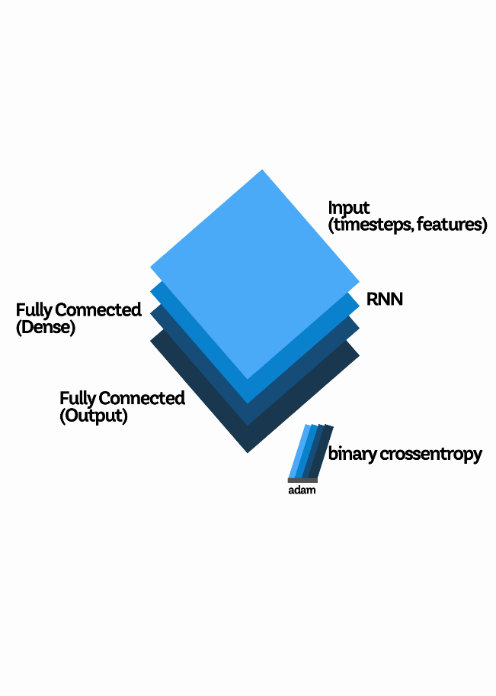 Input
(timesteps, features)
RNN
Fully Connected
(Dense)
Fully Connected
(Output)
binary crossentropy
adam